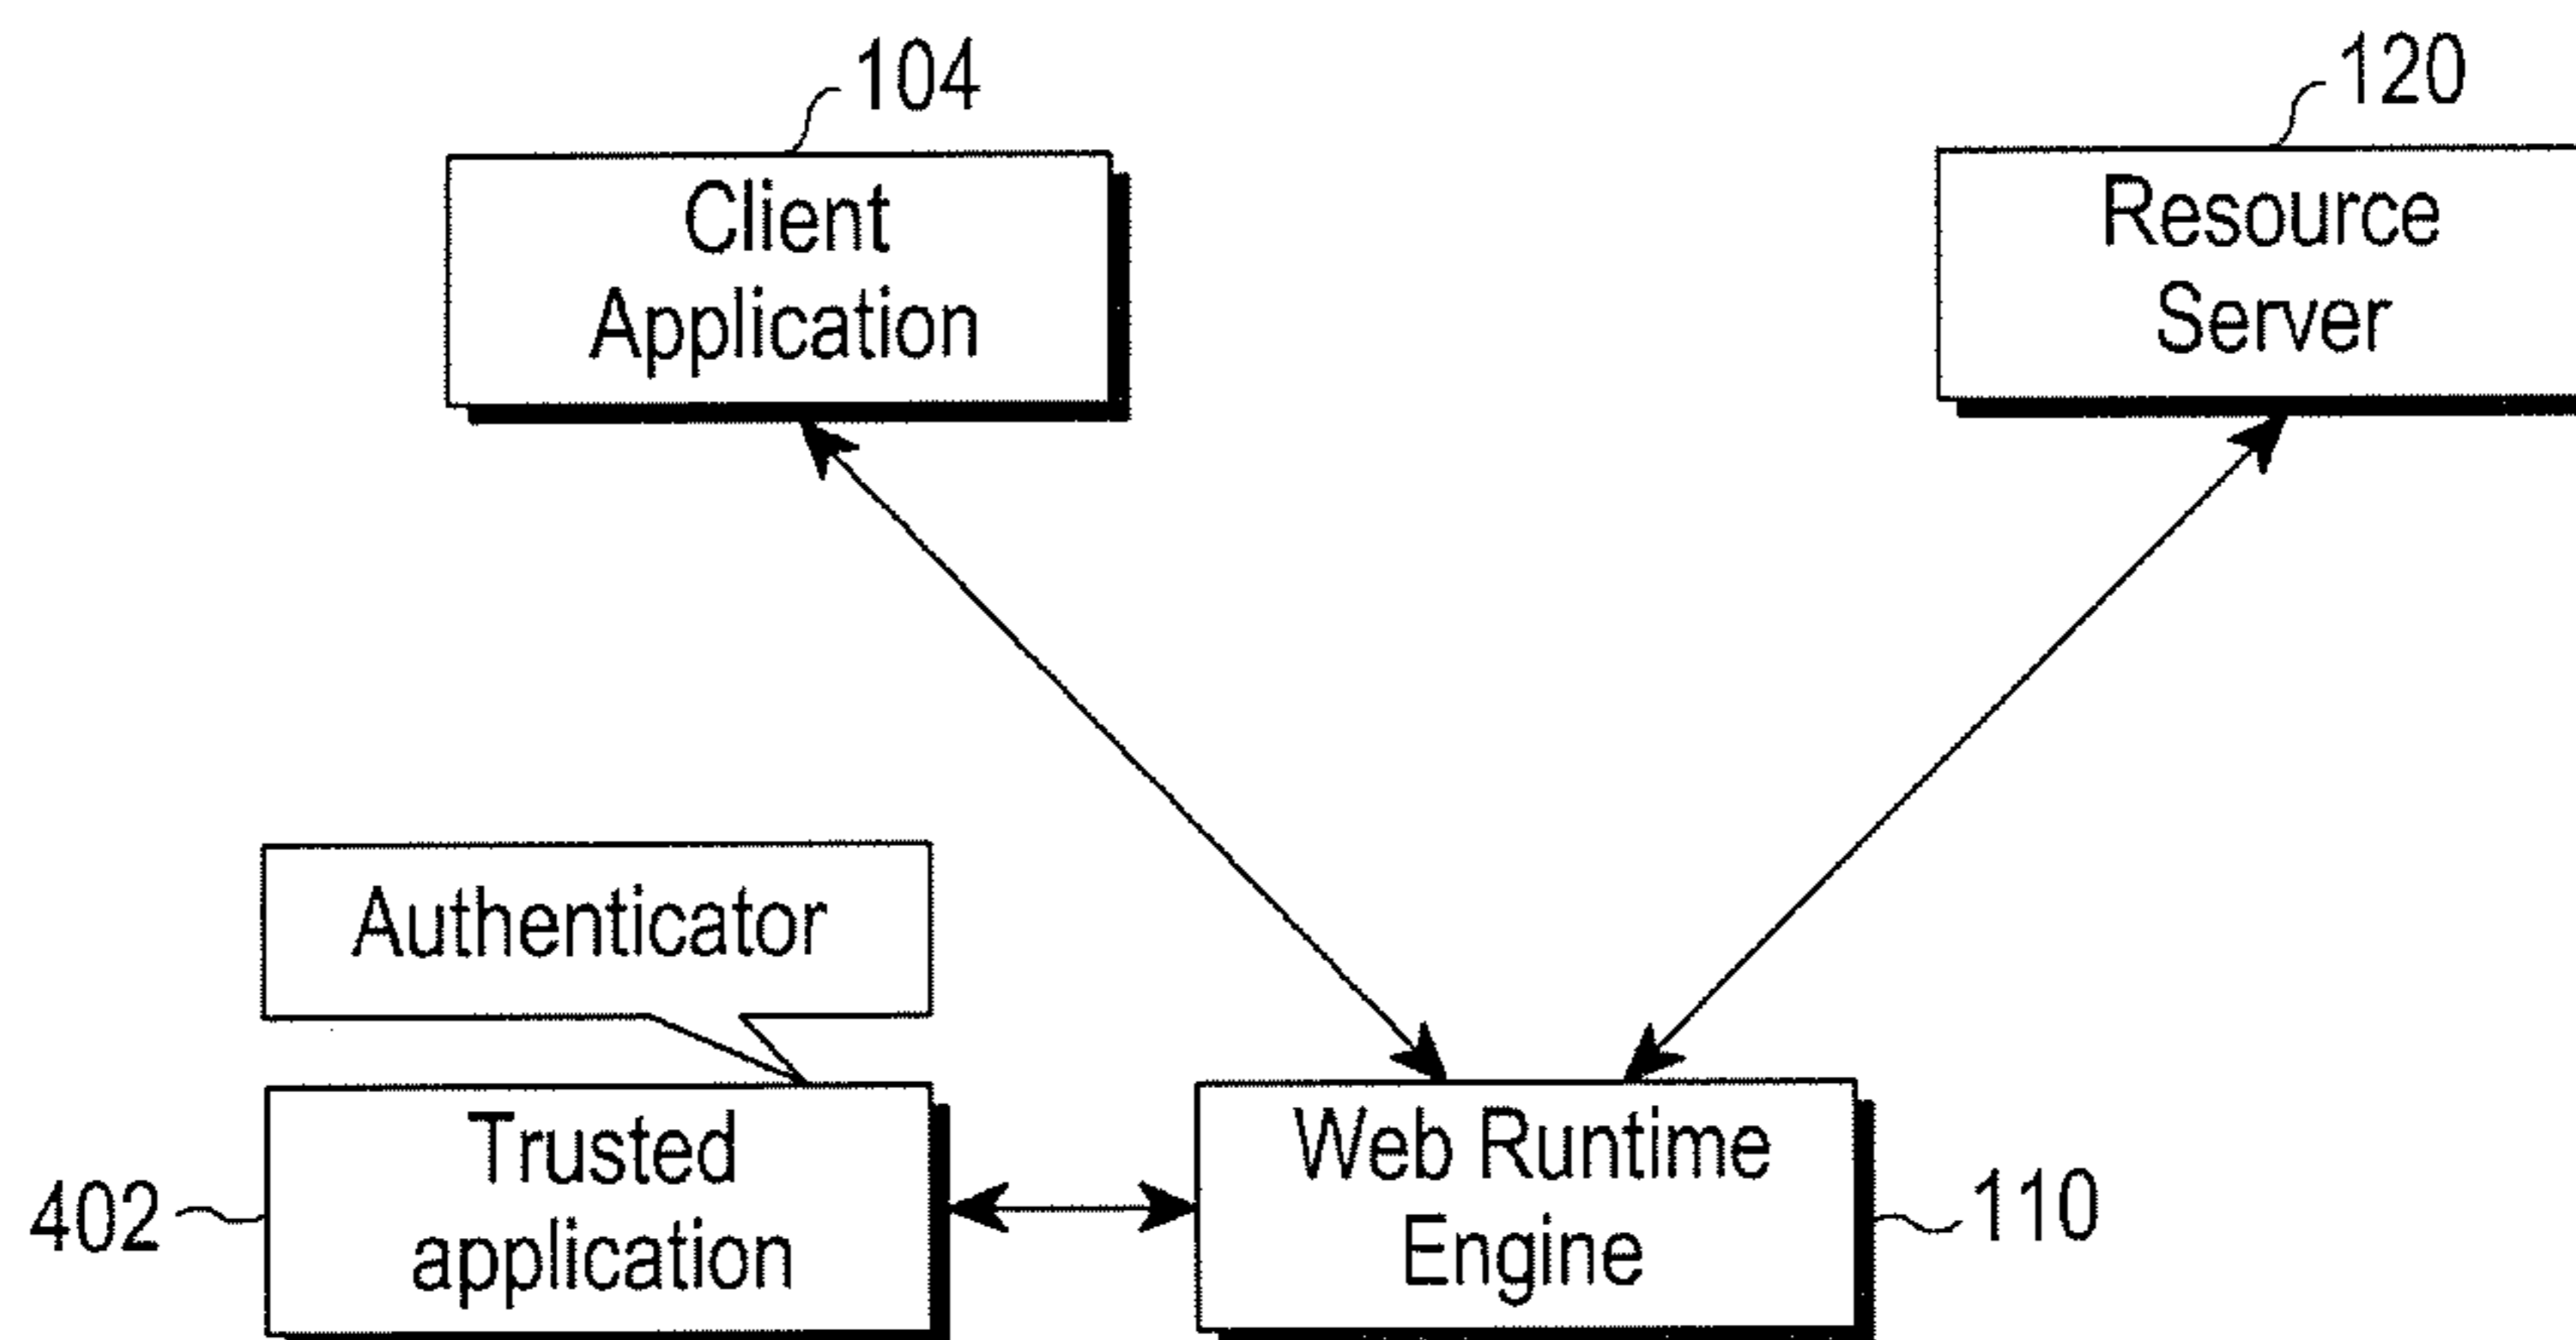 104
120
Client
Application
Resource
Server
Authenticator
Trusted
application
402
Web Runtime
Engine
110